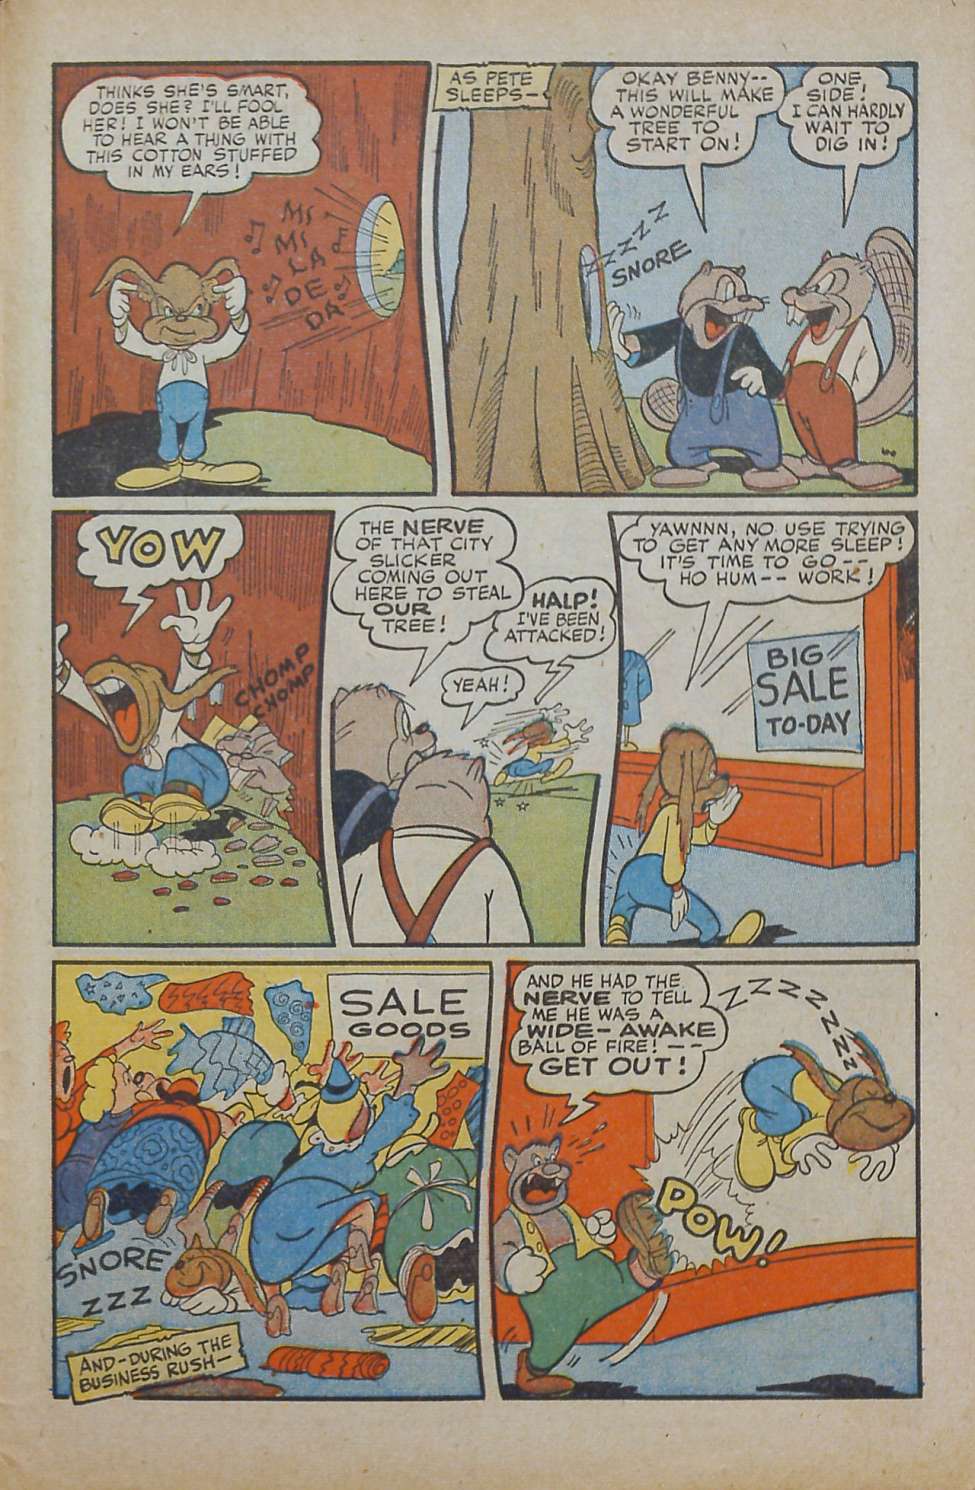 THINKS SHE'S SMART,
DOES SHE? I'LL FOOL
HER! I WON'T BE ABLE
TO HEAR A THING WITH
THIS COTTON STUFFED
IN MY EARS!
MI
MI
LA
DE
DA
AS PETE
SLEEPS—
OKAY BENNY--
THIS WILL MAKE
A WONDERFUL
TREE TO
START ON!
ONE
SIDE!
I CAN HARDLY
WAIT TO
DIG IN!
ZZZZZ
SNORE
YOW
CHOMP
CHOMP
THE NERVE
OF THAT CITY
SLICKER
COMING OUT
HERE TO STEAL
OUR
TREE!
YEAH!
HALP!
I'VE BEEN
ATTACKED!
YAWNNN, NO USE TRYING
TO GET ANY MORE SLEEP!
IT'S TIME TO GO--
HO HUM-- WORK!
BIG
SALE
TO-DAY
SALE
GOODS
SNORE
ZZZ
AND-DURING THE
BUSINESS RUSH—
AND HE HAD THE
NERVE TO TELL
ME HE WAS A
WIDE-AWAKE
BALL OF FIRE!--
GET OUT!
ZZZZZZZZ
POW!